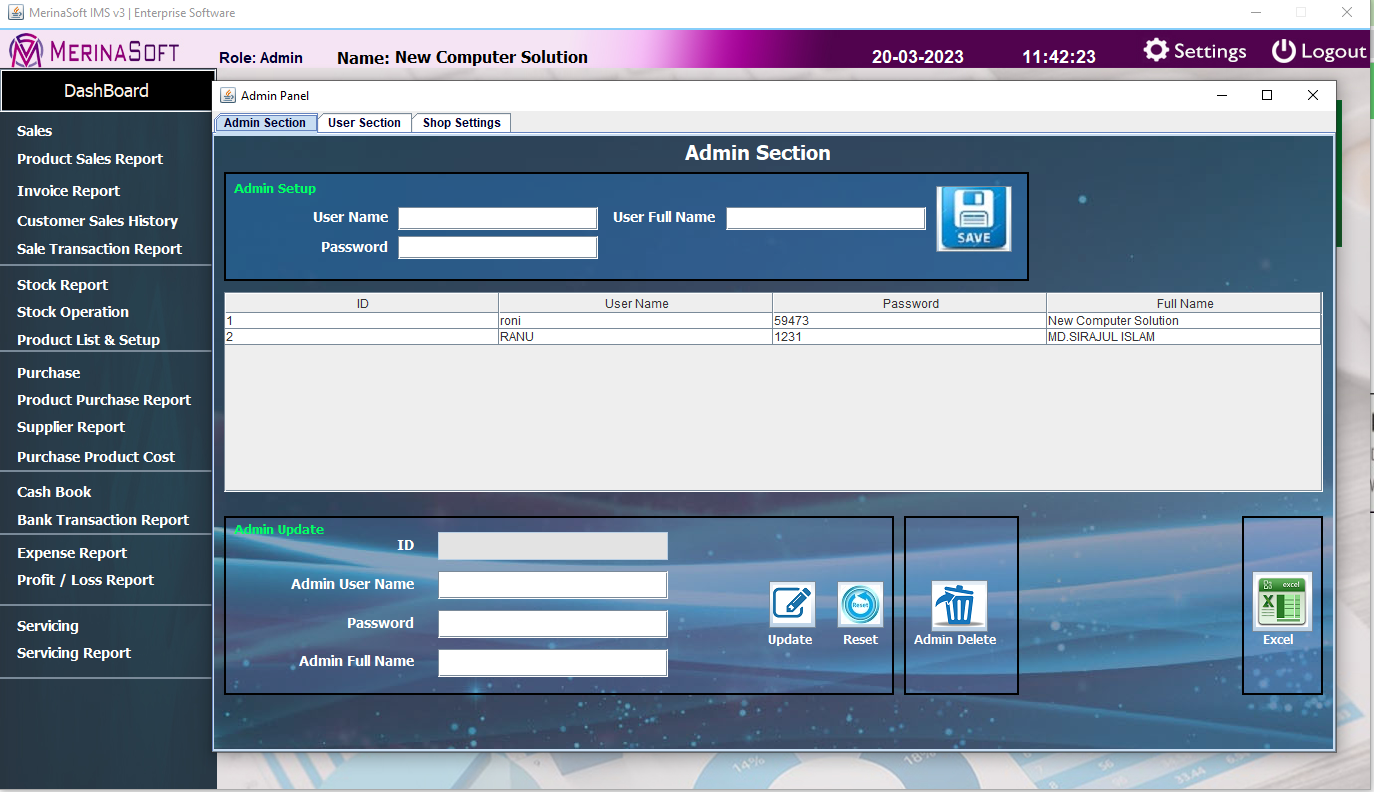 MerinaSoft IMS v3 | Enterprise Software
MERINASOFT
Role: Admin
Name: New Computer Solution
20-03-2023
11:42:23
Settings
Logout
DashBoard
Sales
Product Sales Report
Invoice Report
Customer Sales History
Sale Transaction Report
Stock Report
Stock Operation
Product List & Setup
Purchase
Product Purchase Report
Supplier Report
Purchase Product Cost
Cash Book
Bank Transaction Report
Expense Report
Profit / Loss Report
Servicing
Servicing Report
Admin Panel
Admin Section
User Section
Shop Settings
Admin Section
Admin Setup
User Name
User Full Name
Password
SAVE
ID User Name Password Full Name
1 roni 59473 New Computer Solution
2 RANU 1231 MD.SIRAJUL ISLAM
Admin Update
ID
Admin User Name
Password
Admin Full Name
Reset
Update
Reset
Admin Delete
excel
Excel
14%
18%
56
33.44